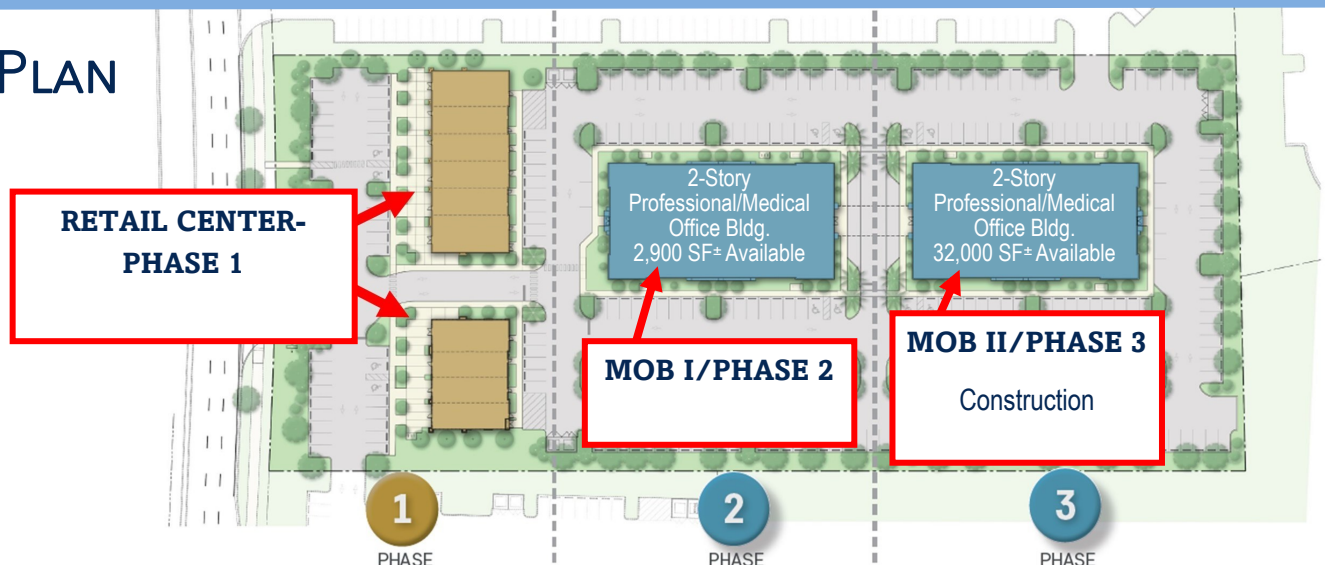 PLAN
RETAIL CENTER-
PHASE 1
2-Story
Professional/Medical
Office Bldg.
2,900 SF± Available
2-Story
Professional/Medical
Office Bldg.
32,000 SF± Available
MOB I/PHASE 2
MOB II/PHASE 3
Construction
1
PHASE
2
PHASE
3
PHASE